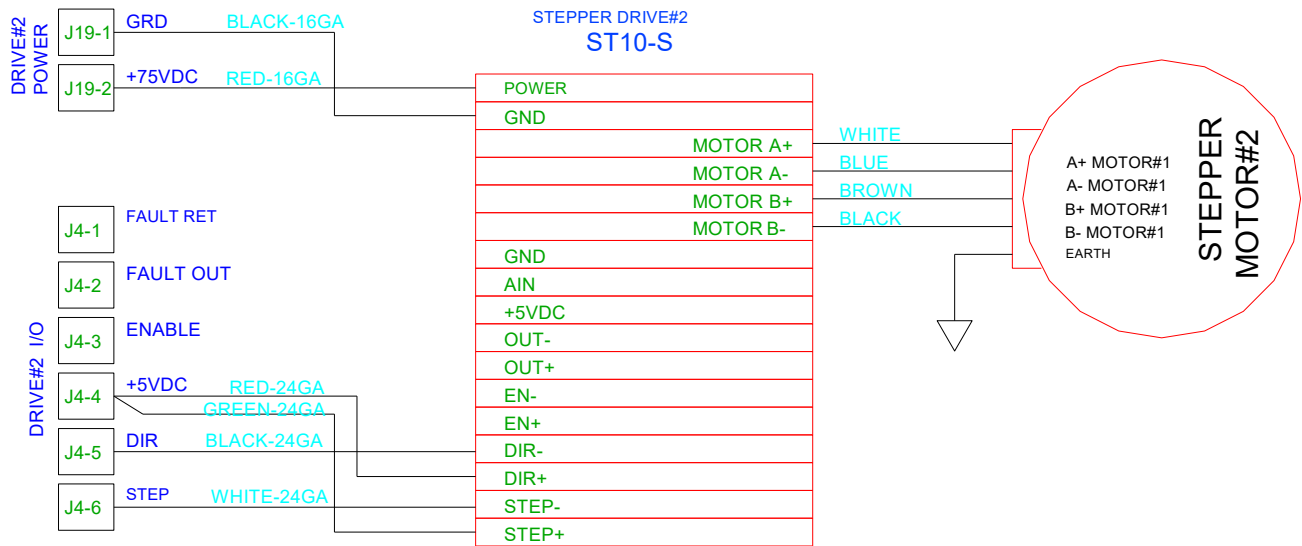 STEPPER DRIVE#2
ST10-S
DRIVE#2
POWER
J19-1
GRD
BLACK-16GA
J19-2
+75VDC
RED-16GA
DRIVE#2 I/O
J4-1
FAULT RET
J4-2
FAULT OUT
J4-3
ENABLE
J4-4
+5VDC
RED-24GA
GREEN-24GA
J4-5
DIR
BLACK-24GA
J4-6
STEP
WHITE-24GA
POWER
GND
MOTOR A+
MOTOR A-
MOTOR B+
MOTOR B-
GND
AIN
+5VDC
OUT-
OUT+
EN-
EN+
DIR-
DIR+
STEP-
STEP+
WHITE
BLUE
BROWN
BLACK
A+ MOTOR#1
A- MOTOR#1
B+ MOTOR#1
B- MOTOR#1
EARTH
STEPPER
MOTOR#2